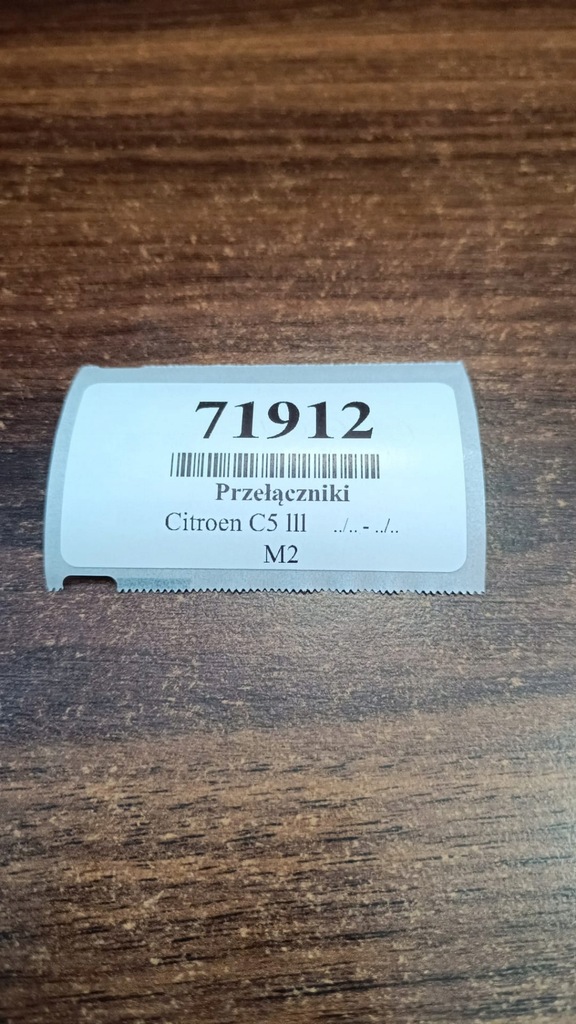 71912
Przełączniki
Citroen C5 lll ../.. - ../..
M2